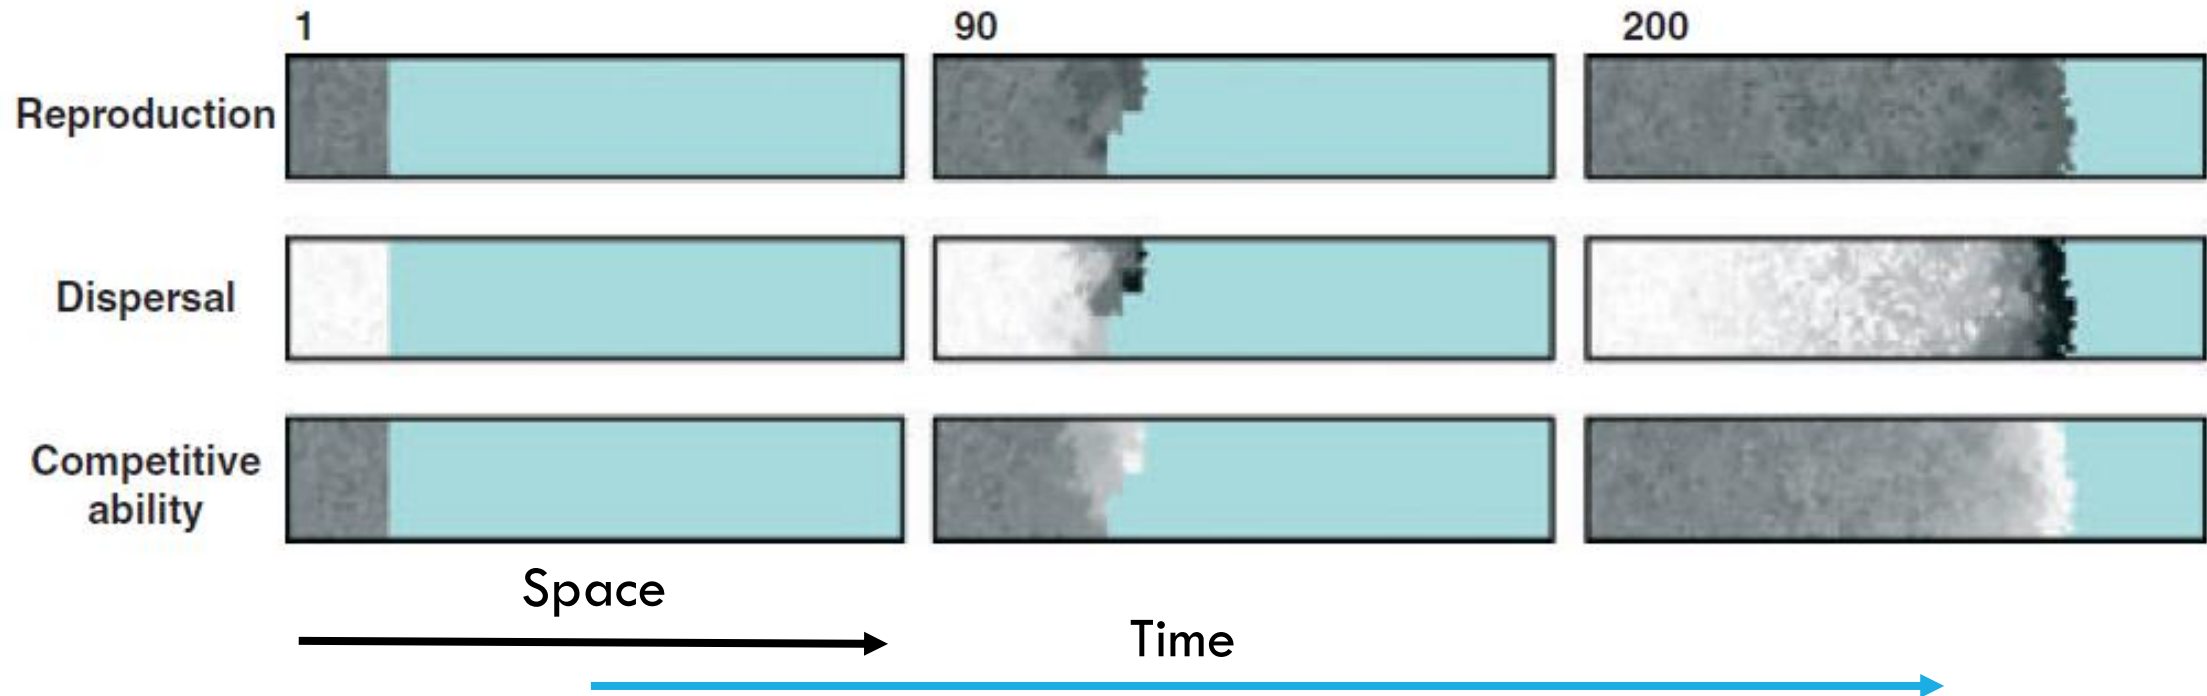 1
90
200
Reproduction
Dispersal
Competitive
ability
Space
Time